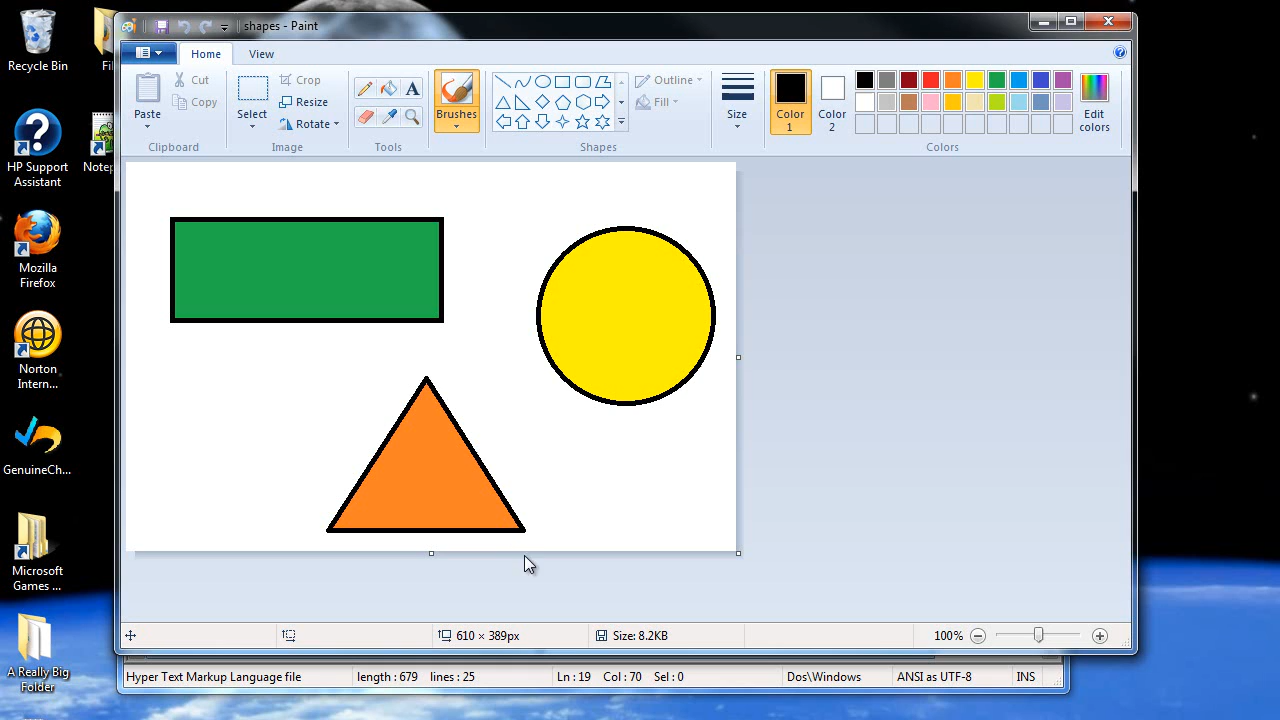 shapes - Paint
Home
View
Paste
Cut
Copy
Clipboard
Select
Crop
Resize
Rotate
Image
A
Tools
Brushes
Shapes
Outline
Fill
Size
Color
1
Color
2
Edit
colors
Colors
610 × 389px
Size: 8.2KB
100%
Hyper Text Markup Language file
length : 679
lines : 25
Ln : 19
Col : 70
Sel : 0
Dos\Windows
ANSI as UTF-8
INS
Recycle Bin
HP Support
Assistant
Mozilla
Firefox
Norton
Intern...
GenuineCh...
Microsoft
Games ...
A Really Big
Folder